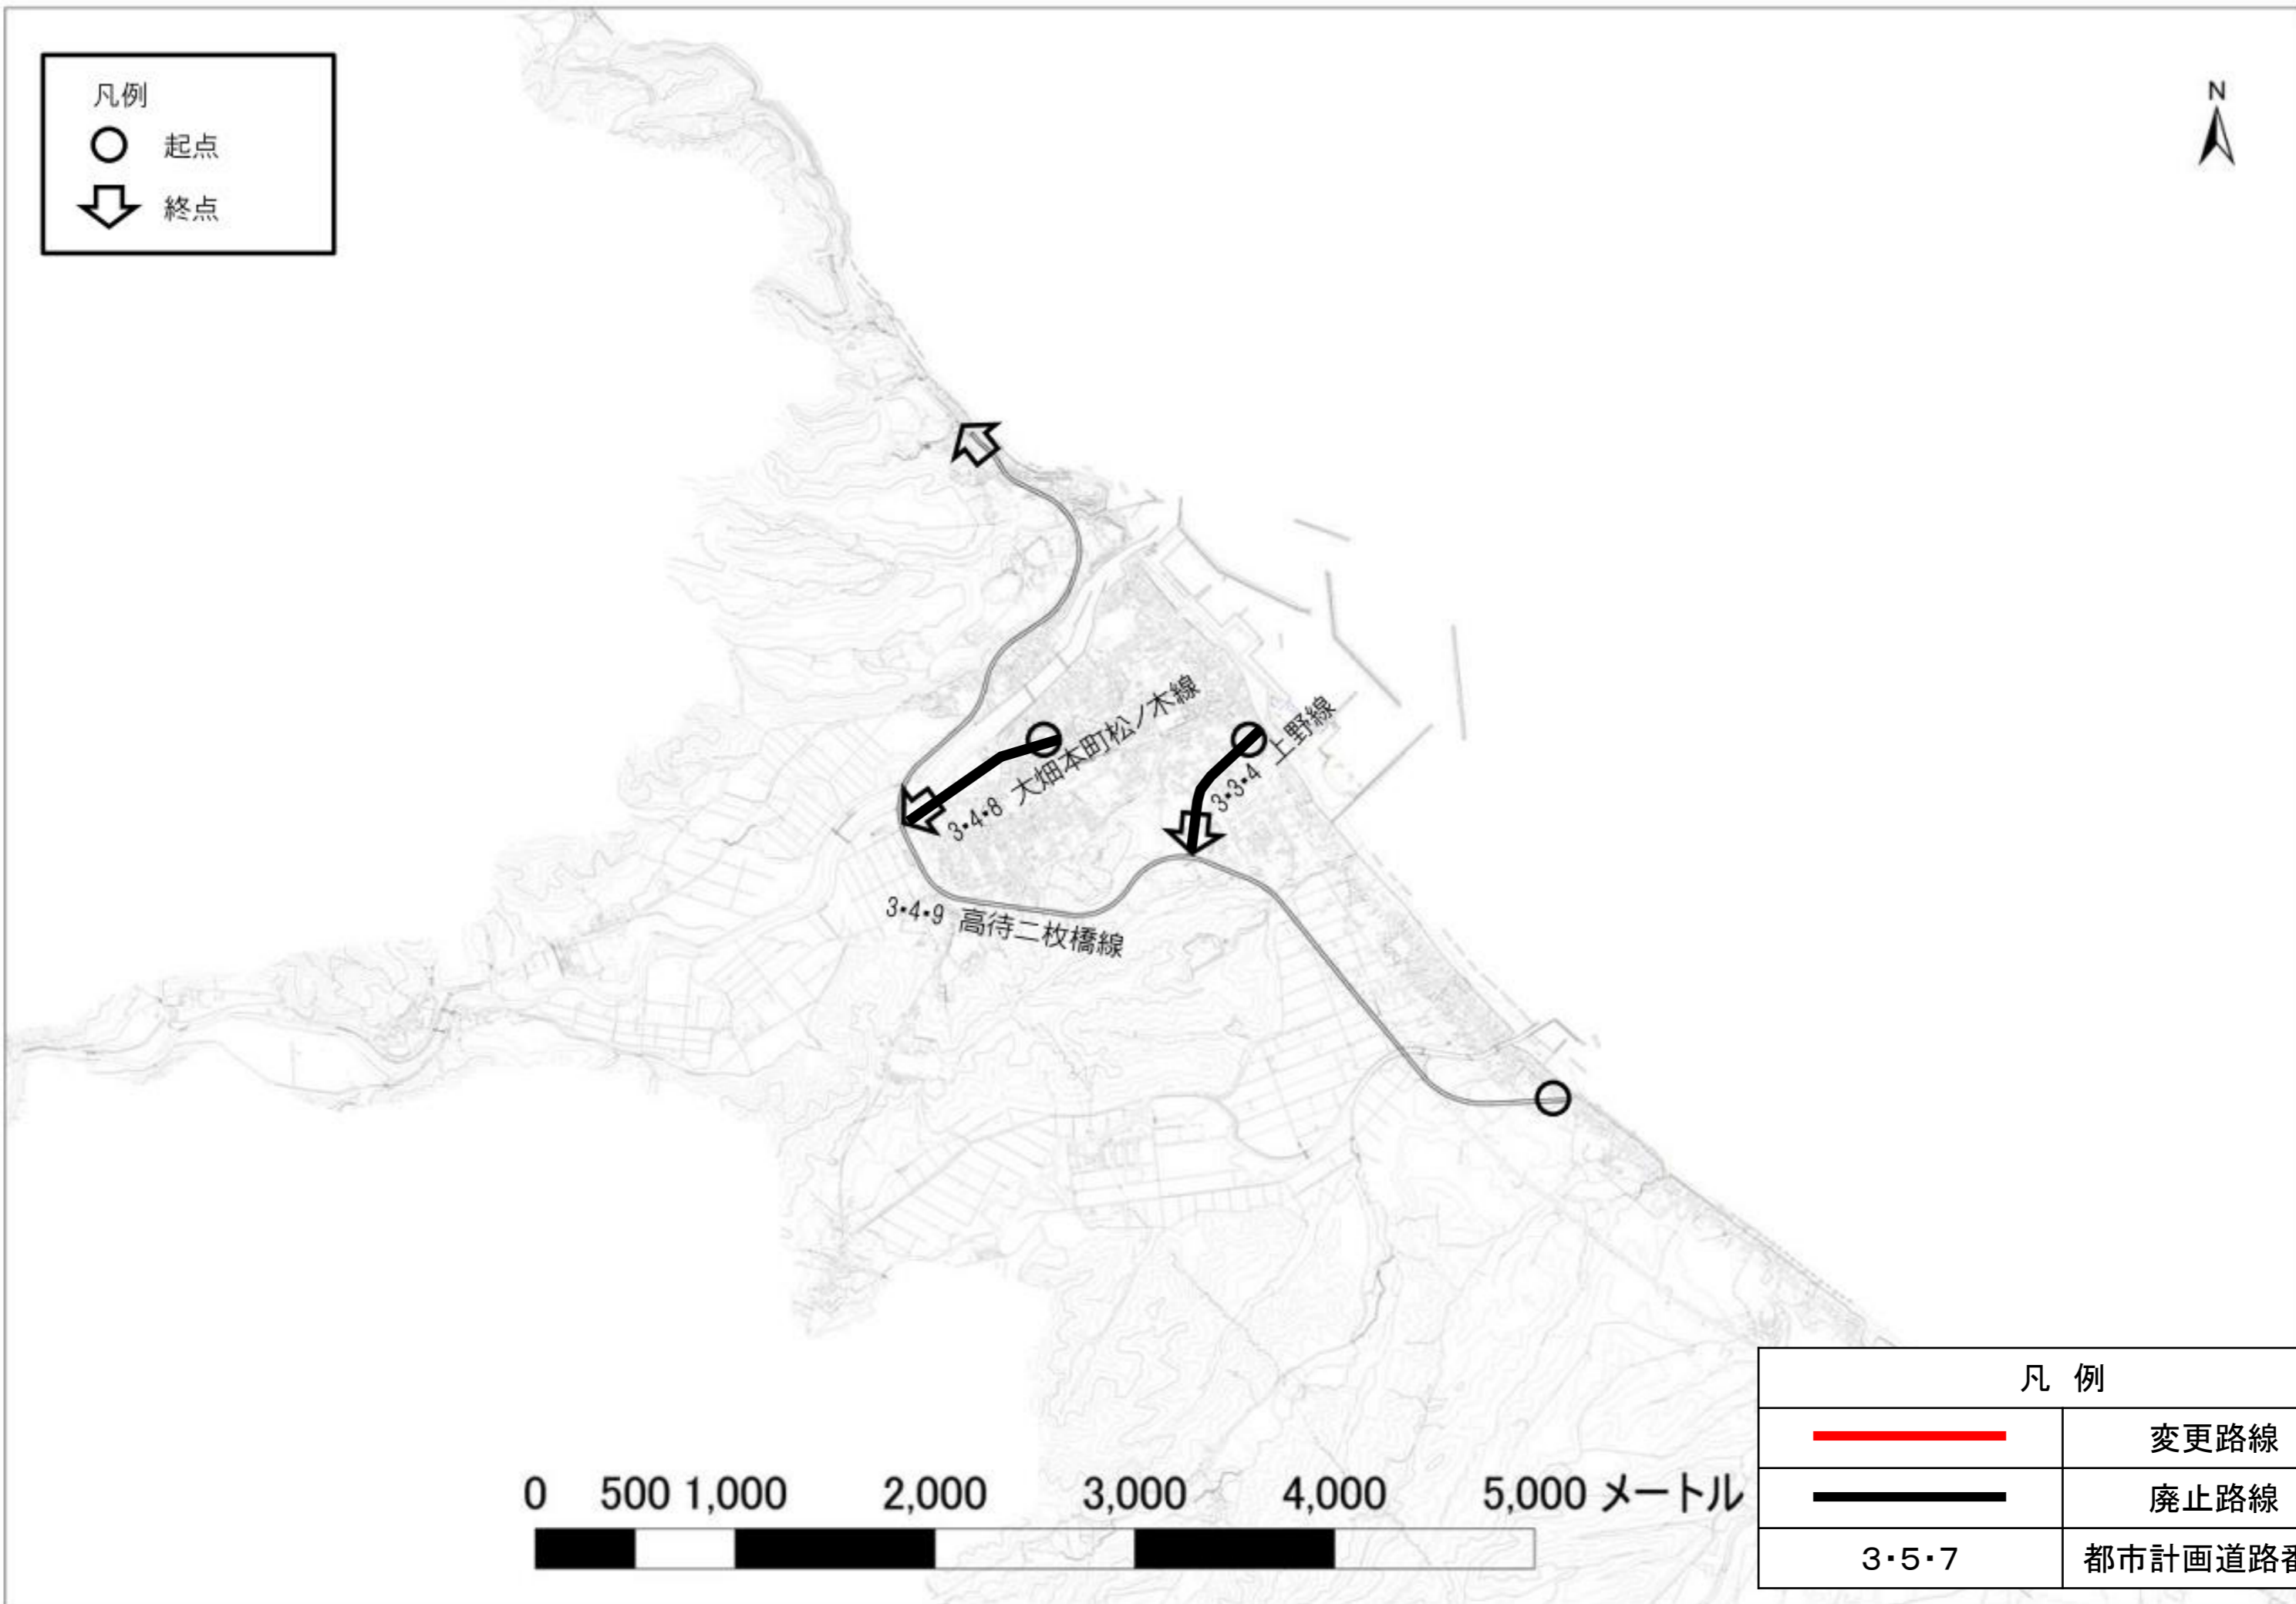 凡例
起点
終点
N
3・4・8 大畑本町松ノ木線
3・3・4 上野線
3・4・9 高待二枚橋線
0 500 1,000 2,000 3,000 4,000 5,000 メートル
凡 例
変更路線
廃止路線
3・5・7 都市計画道路番